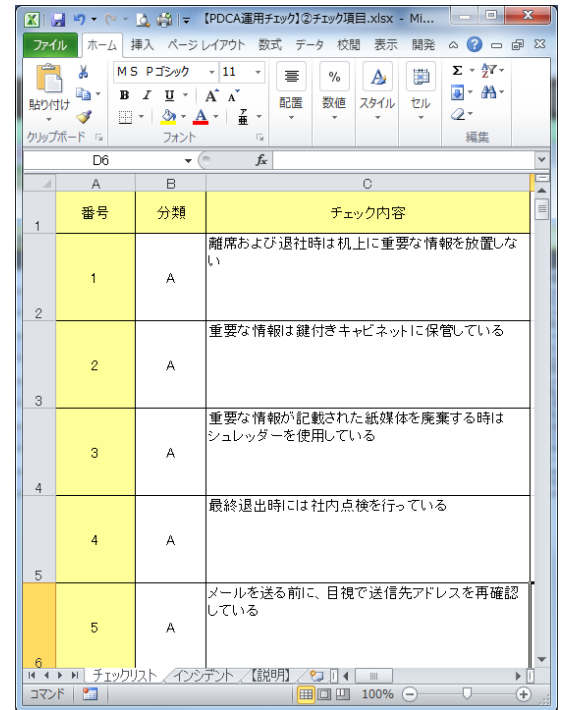 【PDCA運用チェック】②チェック項目.xlsx - Mi...
ファイル ホーム 挿入 ページレイアウト 数式 データ 校閲 表示 開発
貼り付け
MS Pゴシック 11
B I U A A
A 亜
配置 数値 スタイル セル
% A Σ
クリップボード フォント 編集
D6 fx
A B C
1 番号 分類 チェック内容
離席および退社時は机上に重要な情報を放置しな
い
1 A
2
重要な情報は鍵付きキャビネットに保管している
2 A
3
重要な情報が記載された紙媒体を廃棄する時は
シュレッダーを使用している
3 A
4
最終退出時には社内点検を行っている
4 A
5
メールを送る前に、目視で送信先アドレスを再確認
している
5 A
6
チェックリスト インシデント 【説明】
コマンド 100%